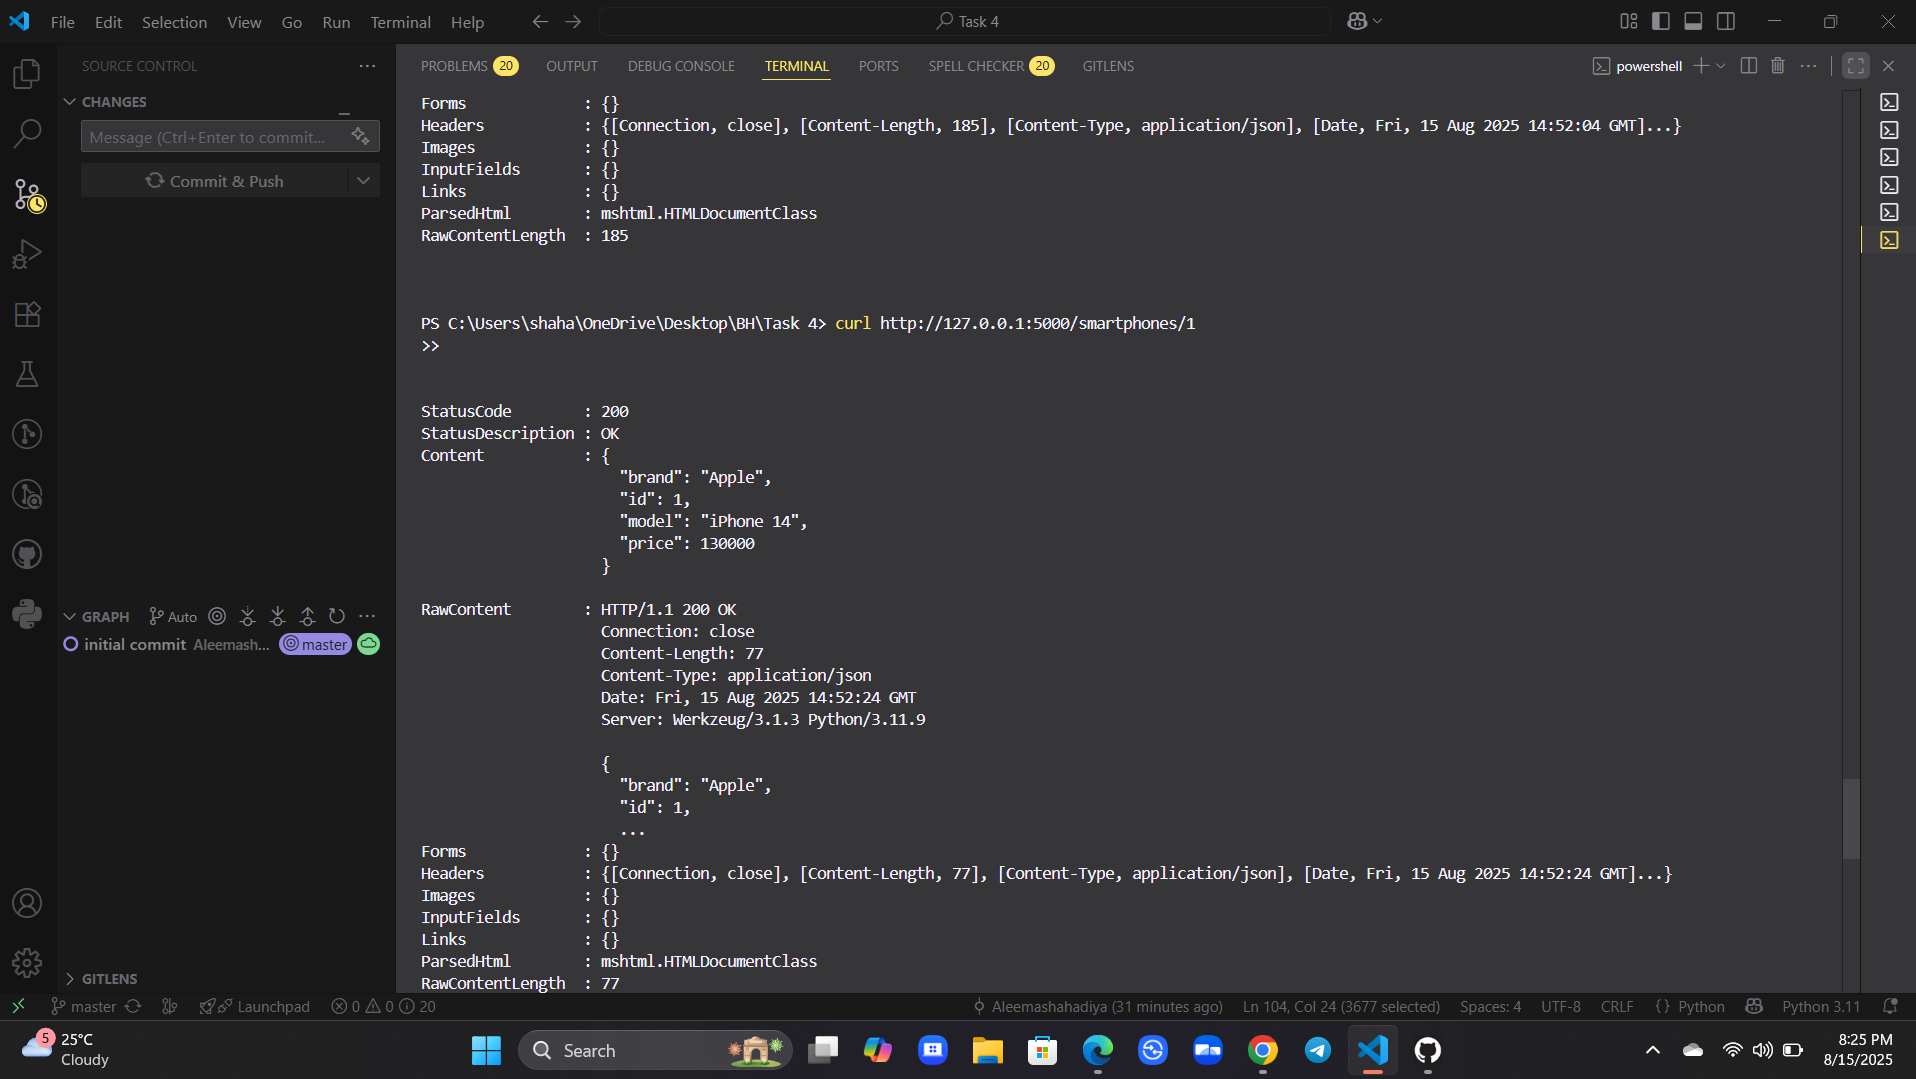 File Edit Selection View Go Run Terminal Help
Task 4
SOURCE CONTROL
CHANGES
Message (Ctrl+Enter to commit...
Commit & Push
GRAPH Auto
initial commit Aleemash... master
GITLENS
PROBLEMS 20 OUTPUT DEBUG CONSOLE TERMINAL PORTS SPELL CHECKER 20 GITLENS
powershell
Forms : {}
Headers : {[Connection, close], [Content-Length, 185], [Content-Type, application/json], [Date, Fri, 15 Aug 2025 14:52:04 GMT]...}
Images : {}
InputFields : {}
Links : {}
ParsedHtml : mshtml.HTMLDocumentClass
RawContentLength : 185
PS C:\Users\shaha\OneDrive\Desktop\BH\Task 4> curl http://127.0.0.1:5000/smartphones/1
>>
StatusCode : 200
StatusDescription : OK
Content : {
"brand": "Apple",
"id": 1,
"model": "iPhone 14",
"price": 130000
}
RawContent : HTTP/1.1 200 OK
Connection: close
Content-Length: 77
Content-Type: application/json
Date: Fri, 15 Aug 2025 14:52:24 GMT
Server: Werkzeug/3.1.3 Python/3.11.9
{
"brand": "Apple",
"id": 1,
...
Forms : {}
Headers : {[Connection, close], [Content-Length, 77], [Content-Type, application/json], [Date, Fri, 15 Aug 2025 14:52:24 GMT]...}
Images : {}
InputFields : {}
Links : {}
ParsedHtml : mshtml.HTMLDocumentClass
RawContentLength : 77
master Launchpad 0 0 20 Aleemashahadiya (31 minutes ago) Ln 104, Col 24 (3677 selected) Spaces: 4 UTF-8 CRLF {} Python Python 3.11
5 25°C
Cloudy
Search
8:25 PM
8/15/2025